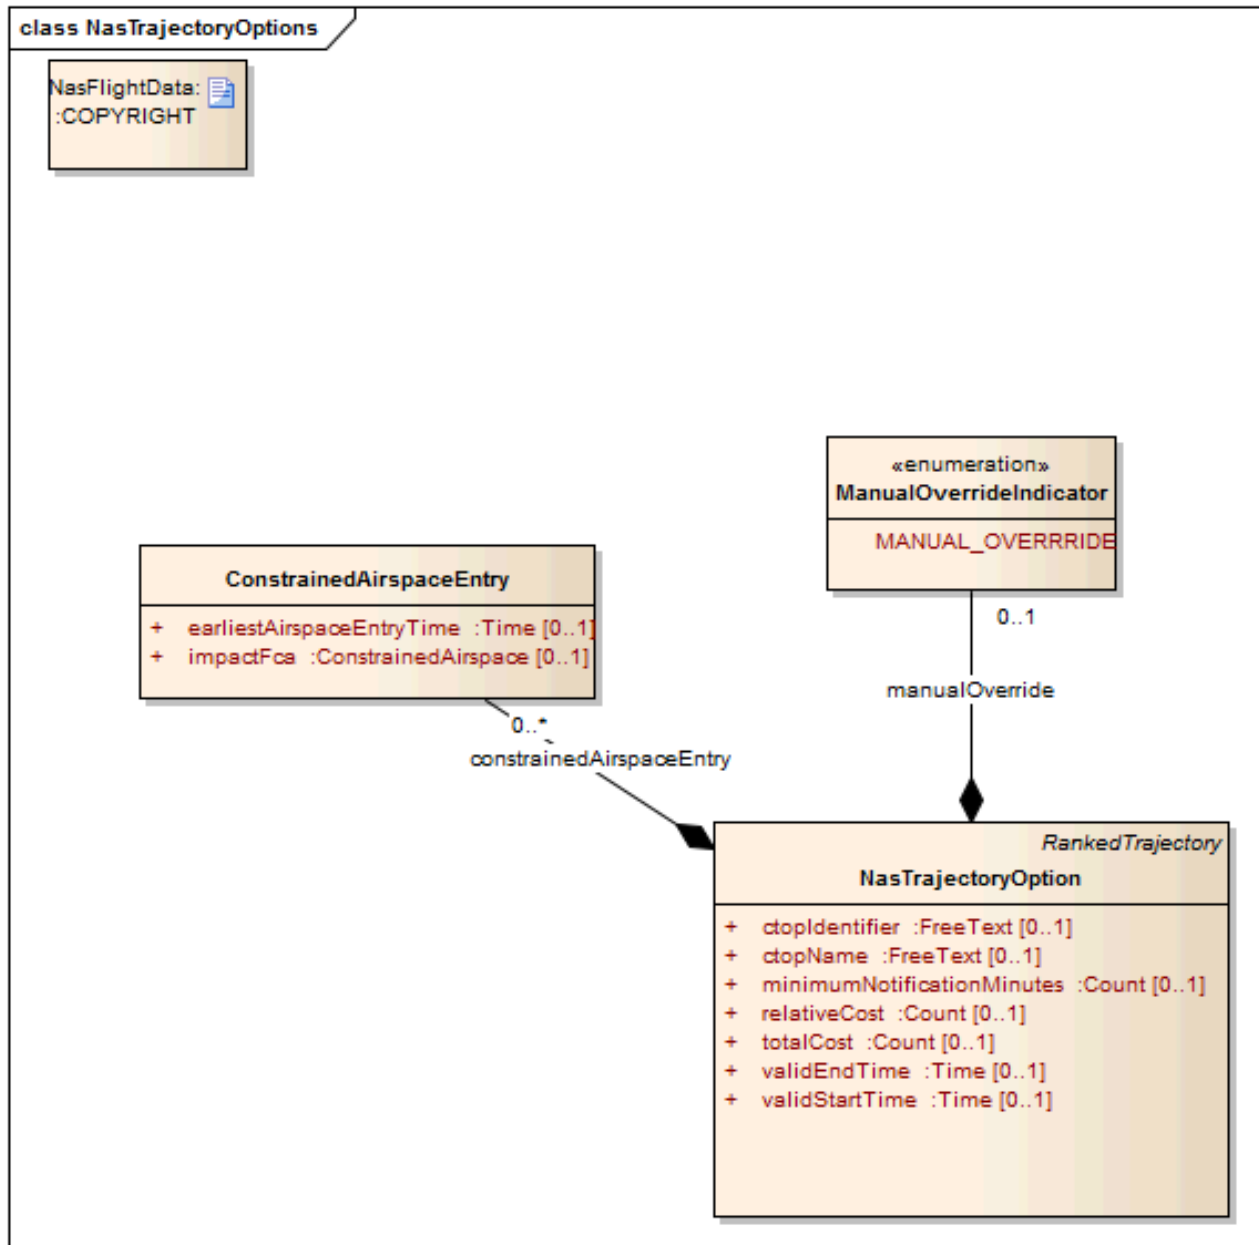 class NasTrajectoryOptions
NasFlightData:
:COPYRIGHT
«enumeration»
ManualOverrideIndicator
MANUAL_OVERRRIDE
0..1
manualOverride
ConstrainedAirspaceEntry
+ earliestAirspaceEntryTime :Time [0..1]
+ impactFca :ConstrainedAirspace [0..1]
0..*
constrainedAirspaceEntry
RankedTrajectory
NasTrajectoryOption
+ ctopIdentifier :FreeText [0..1]
+ ctopName :FreeText [0..1]
+ minimumNotificationMinutes :Count [0..1]
+ relativeCost :Count [0..1]
+ totalCost :Count [0..1]
+ validEndTime :Time [0..1]
+ validStartTime :Time [0..1]